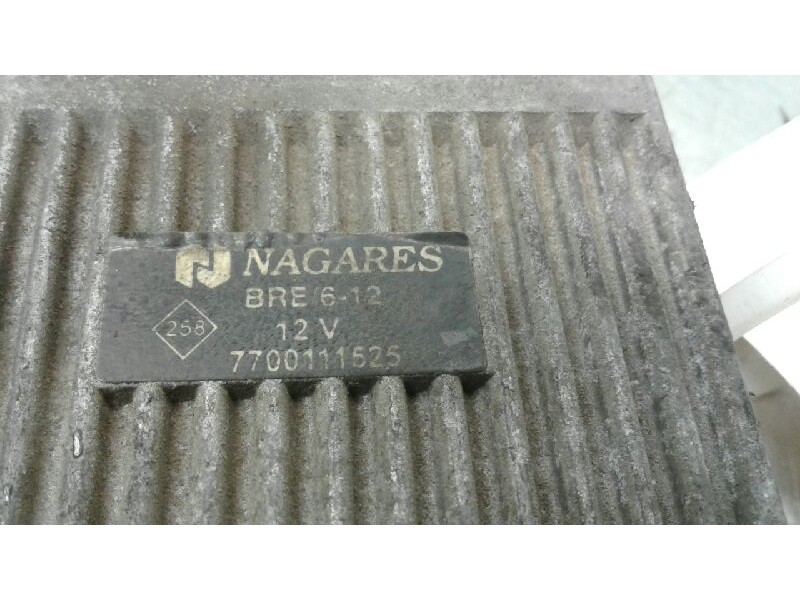 NAGARES
BRE/6-12
258
12 V
7700111525